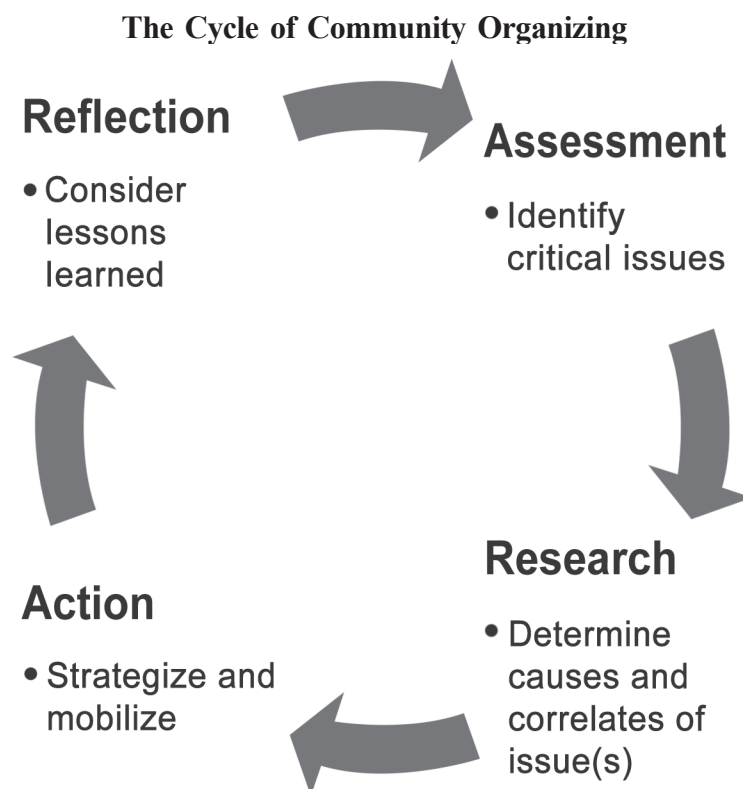 The Cycle of Community Organizing
Reflection
• Consider
lessons
learned
Assessment
• Identify
critical issues
Research
• Determine
causes and
correlates of
issue(s)
Action
• Strategize and
mobilize